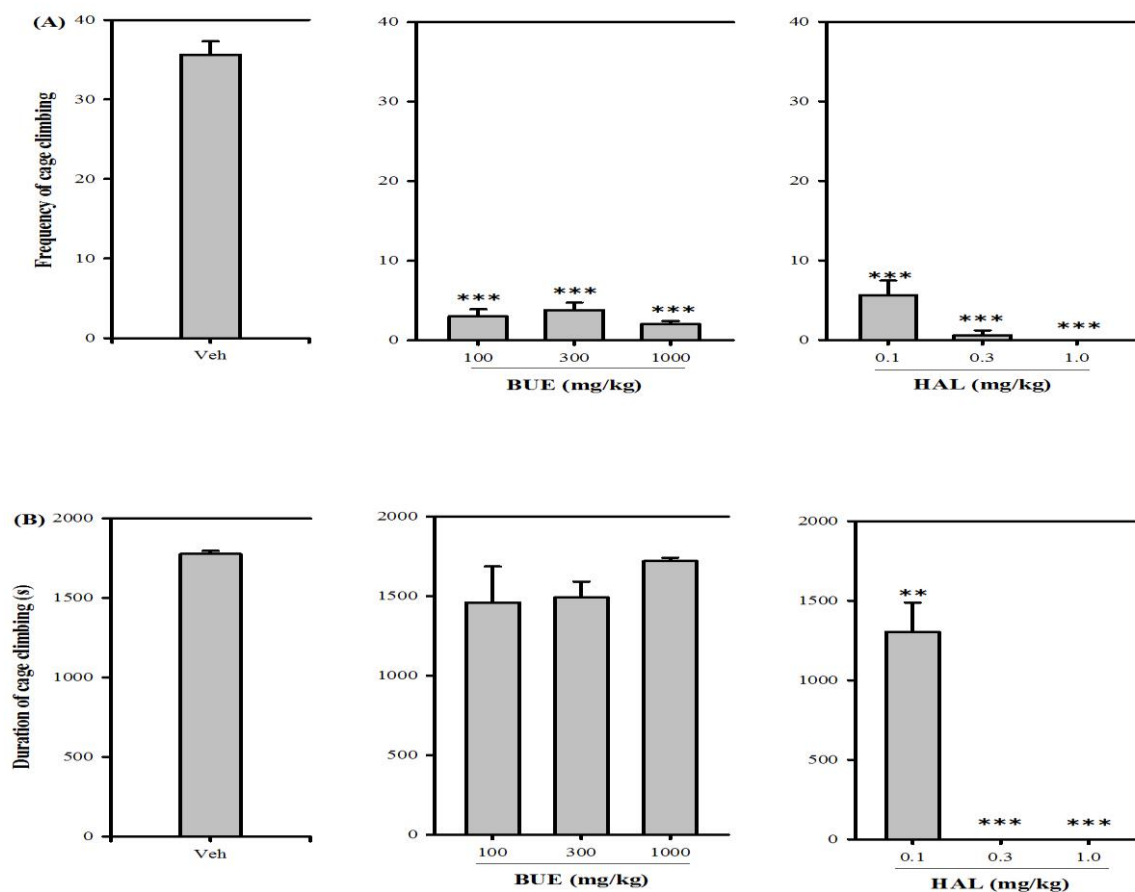 (A)
Frequency of cage climbing
40
30
20
10
0
Veh
40
30
20
10
0
***
***
***
100 300 1000
BUE (mg/kg)
40
30
20
10
0
***
***
***
0.1 0.3 1.0
HAL (mg/kg)
(B)
Duration of cage climbing (s)
2000
1500
1000
500
0
Veh
2000
1500
1000
500
0
100 300 1000
BUE (mg/kg)
2000
1500
1000
500
0
**
*** ***
0.1 0.3 1.0
HAL (mg/kg)